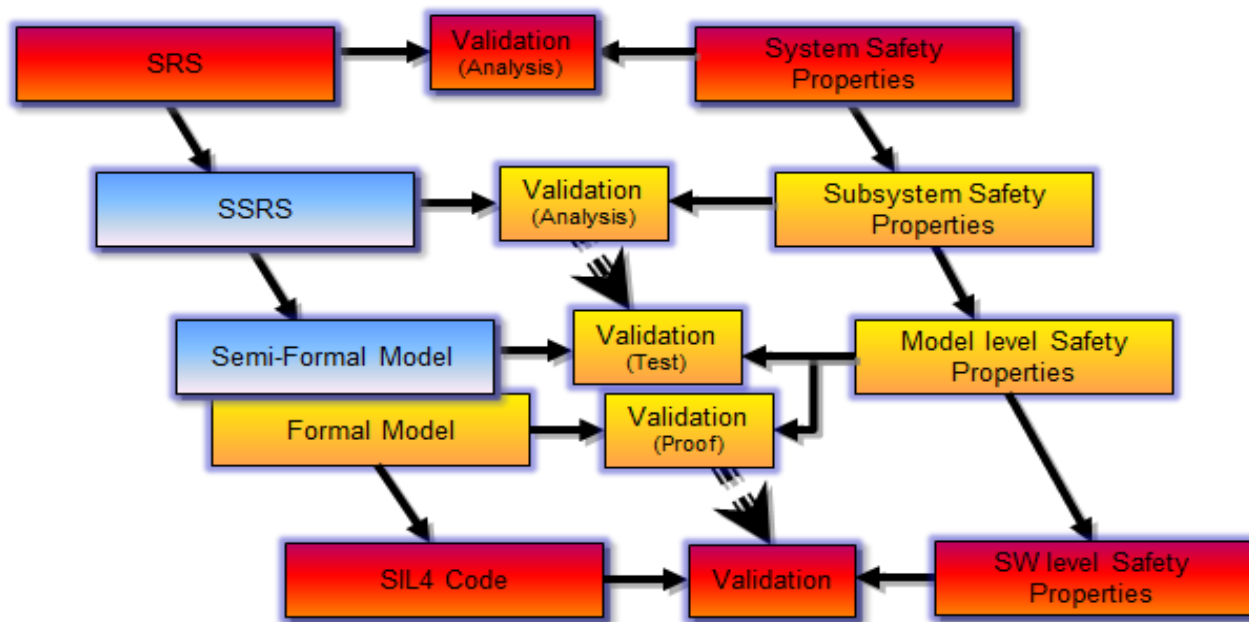 SRS
Validation
(Analysis)
System Safety
Properties
SSRS
Validation
(Analysis)
Subsystem Safety
Properties
Semi-Formal Model
Validation
(Test)
Model level Safety
Properties
Formal Model
Validation
(Proof)
SIL4 Code
Validation
SW level Safety
Properties